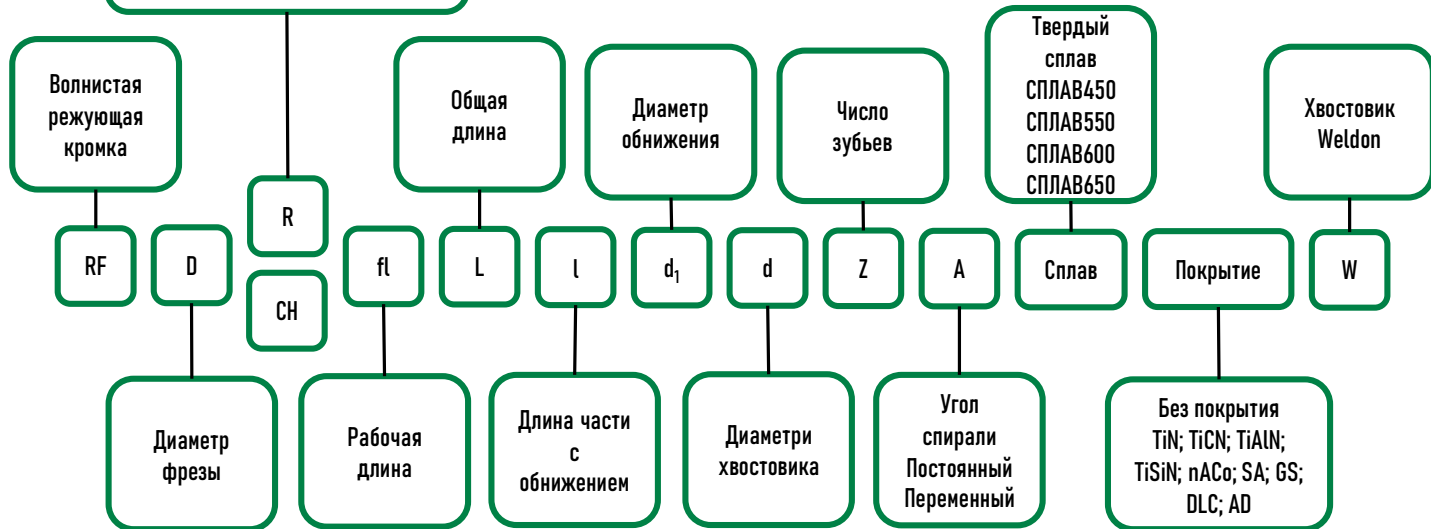 Волнистая
режующая
кромка
Общая
длина
Диаметр
обнижения
Число
зубьев
Твердый
сплав
СПЛАВ450
СПЛАВ550
СПЛАВ600
СПЛАВ650
Хвостовик
Weldon
RF
D
R
CH
fl
L
l
d₁
d
Z
A
Сплав
Покрытие
W
Диаметр
фрезы
Рабочая
длина
Длина части
с
обнижением
Диаметри
хвостовика
Угол
спирали
Постоянный
Переменный
Без покрытия
TiN; TiCN; TiAlN;
TiSiN; nACo; SA; GS;
DLC; AD